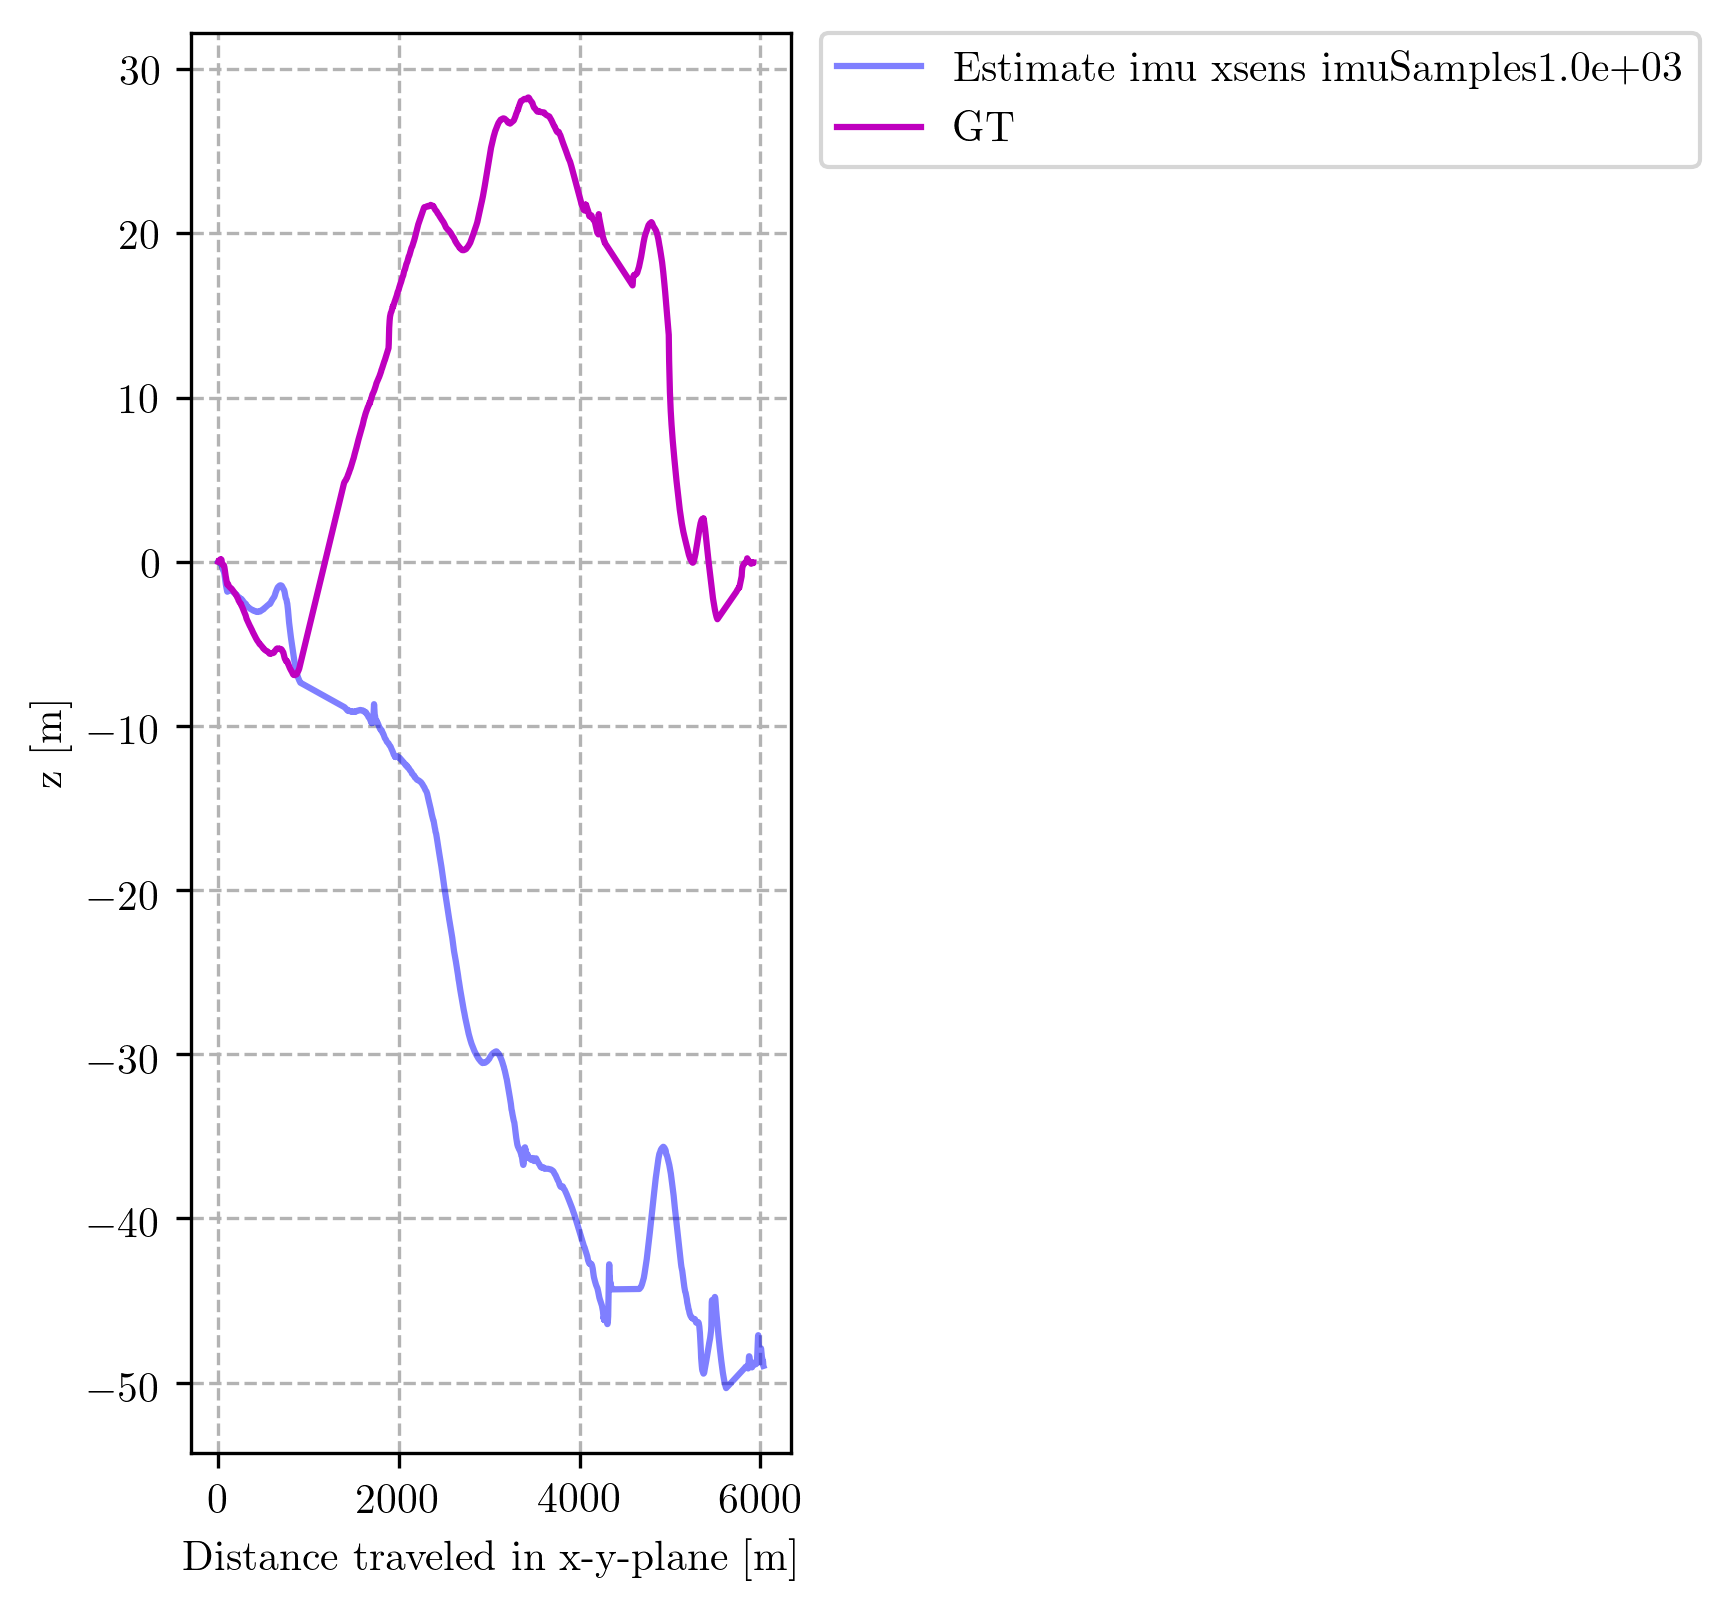 Estimate imu xsens imuSamples1.0e+03
GT
30
20
10
0
−10
−20
−30
−40
−50
z [m]
0 2000 4000 6000
Distance traveled in x-y-plane [m]